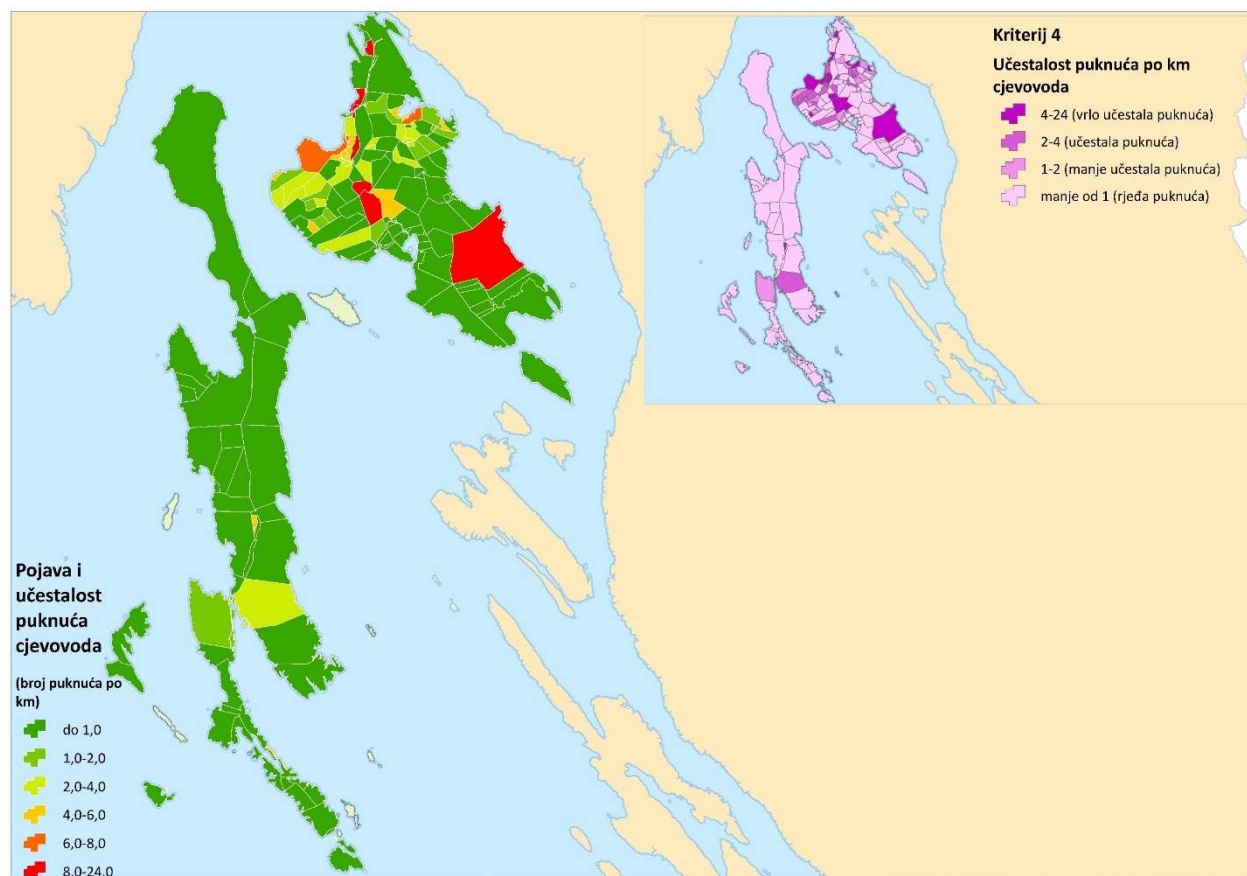 Pojava i
učestalost
puknuća
cjevovoda
(broj puknuća po
km)
do 1,0
1,0-2,0
2,0-4,0
4,0-6,0
6,0-8,0
8,0-24,0
Kriterij 4
Učestalost puknuća po km
cjevovoda
4-24 (vrlo učestala puknuća)
2-4 (učestala puknuća)
1-2 (manje učestala puknuća)
manje od 1 (rjeđa puknuća)